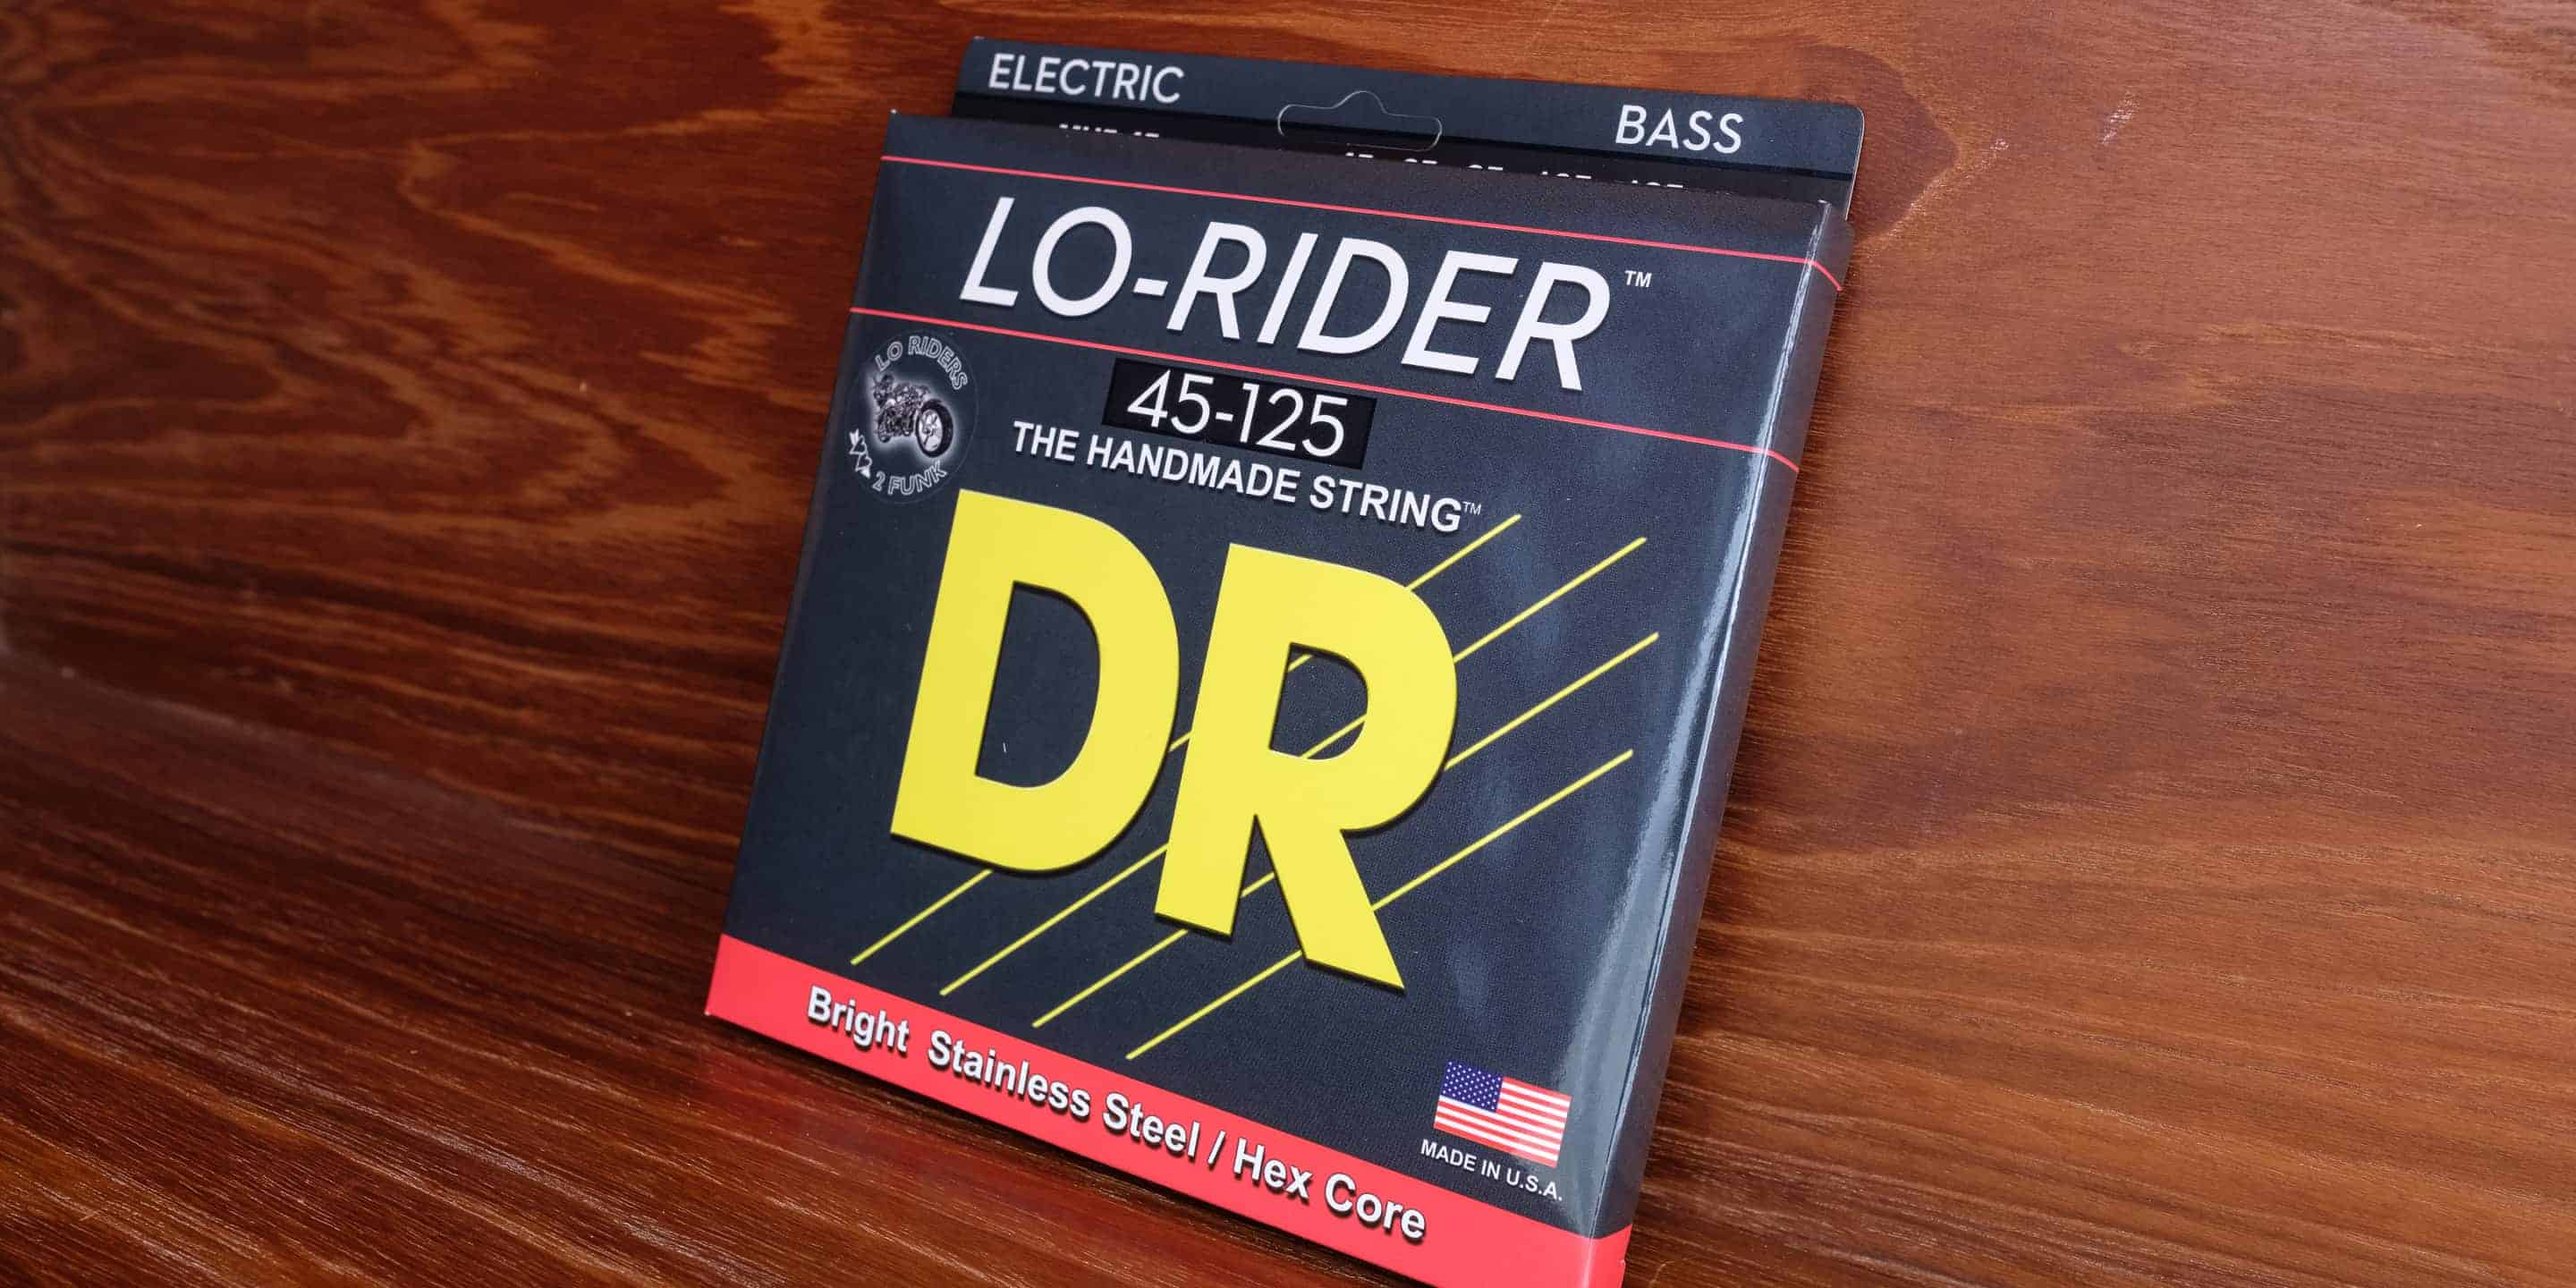 ELECTRIC
BASS
LO-RIDER™
LO RIDERS
2 FUNK
45-125
THE HANDMADE STRING™
DR
Bright Stainless Steel / Hex Core
MADE IN U.S.A.